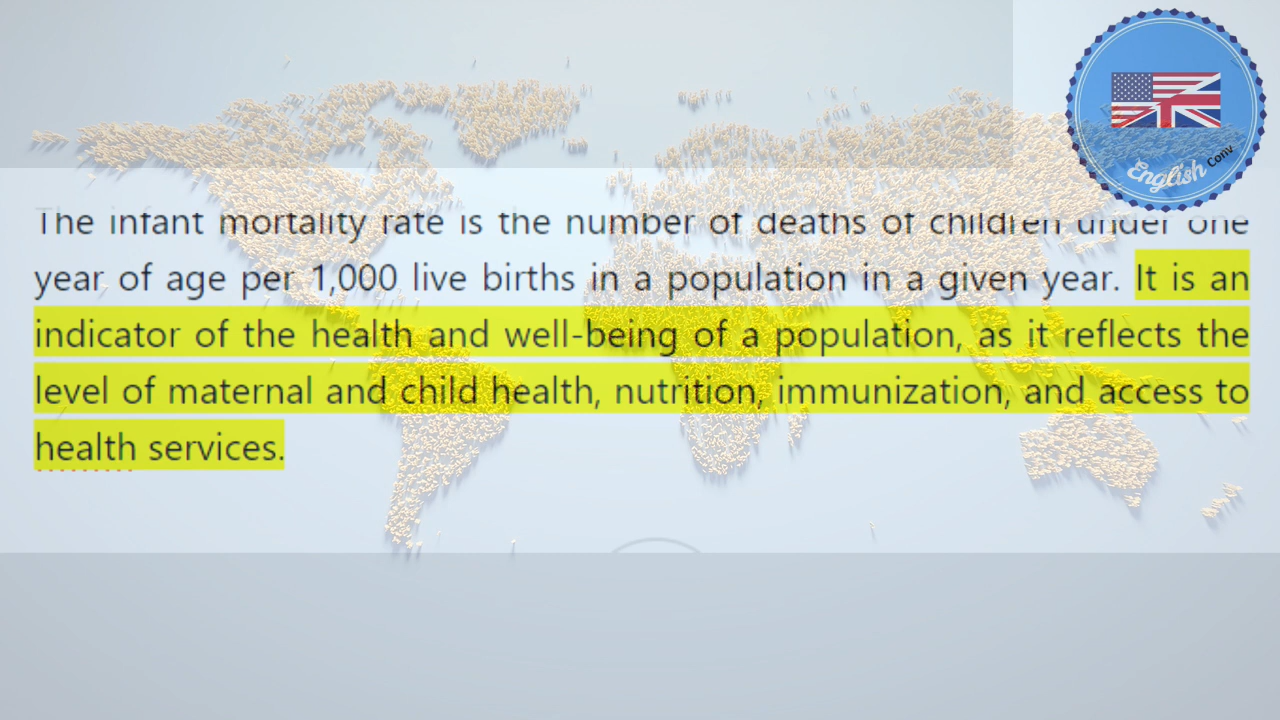 English Conv
The infant mortality rate is the number of deaths of children under one
year of age per 1,000 live births in a population in a given year. It is an
indicator of the health and well-being of a population, as it reflects the
level of maternal and child health, nutrition, immunization, and access to
health services.